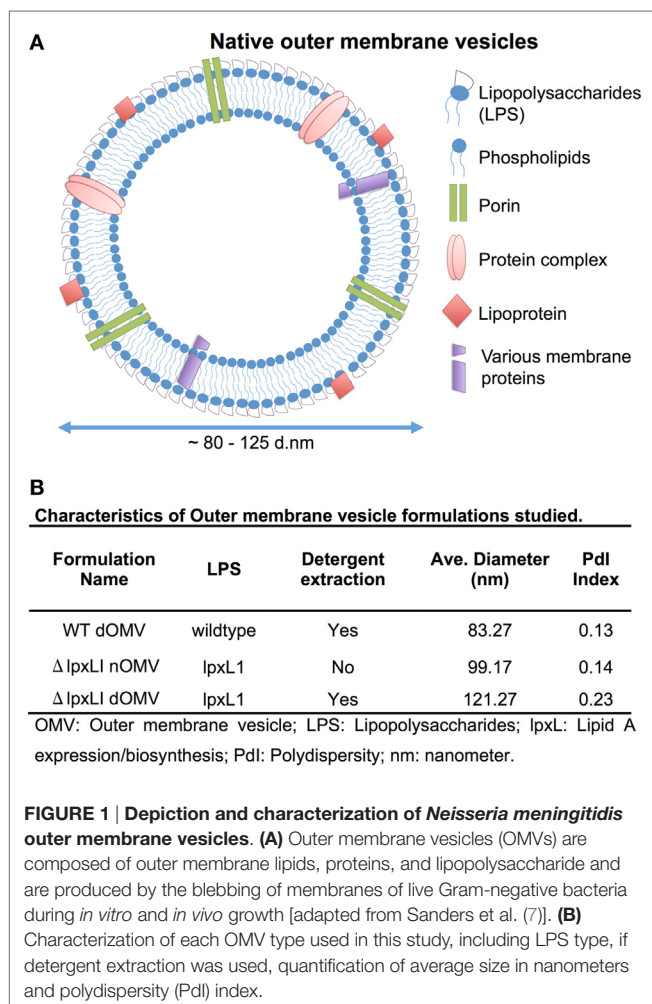 A
Native outer membrane vesicles
Lipopolysaccharides
(LPS)
Phospholipids
Porin
Protein complex
Lipoprotein
Various membrane
proteins
~ 80 - 125 d.nm
B
Characteristics of Outer membrane vesicle formulations studied.
Formulation Name LPS Detergent extraction Ave. Diameter (nm) PdI Index
WT dOMV wildtype Yes 83.27 0.13
ΔlpxLI nOMV lpxL1 No 99.17 0.14
ΔlpxLI dOMV lpxL1 Yes 121.27 0.23
OMV: Outer membrane vesicle; LPS: Lipopolysaccharides; lpxL: Lipid A
expression/biosynthesis; PdI: Polydispersity; nm: nanometer.
FIGURE 1 | Depiction and characterization of Neisseria meningitidis
outer membrane vesicles. (A) Outer membrane vesicles (OMVs) are
composed of outer membrane lipids, proteins, and lipopolysaccharide and
are produced by the blebbing of membranes of live Gram-negative bacteria
during in vitro and in vivo growth [adapted from Sanders et al. (7)]. (B)
Characterization of each OMV type used in this study, including LPS type, if
detergent extraction was used, quantification of average size in nanometers
and polydispersity (PdI) index.